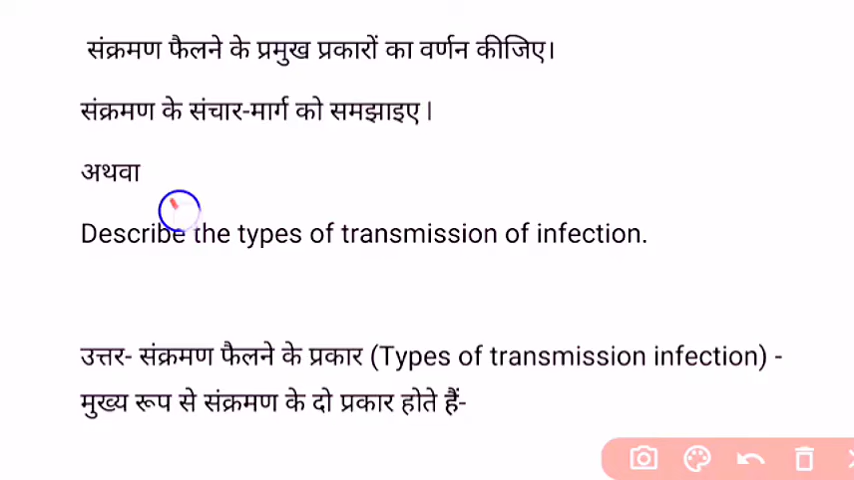 संक्रमण फैलने के प्रमुख प्रकारों का वर्णन कीजिए।
संक्रमण के संचार-मार्ग को समझाइए |
अथवा
Describe the types of transmission of infection.
उत्तर- संक्रमण फैलने के प्रकार (Types of transmission infection) -
मुख्य रूप से संक्रमण के दो प्रकार होते हैं-